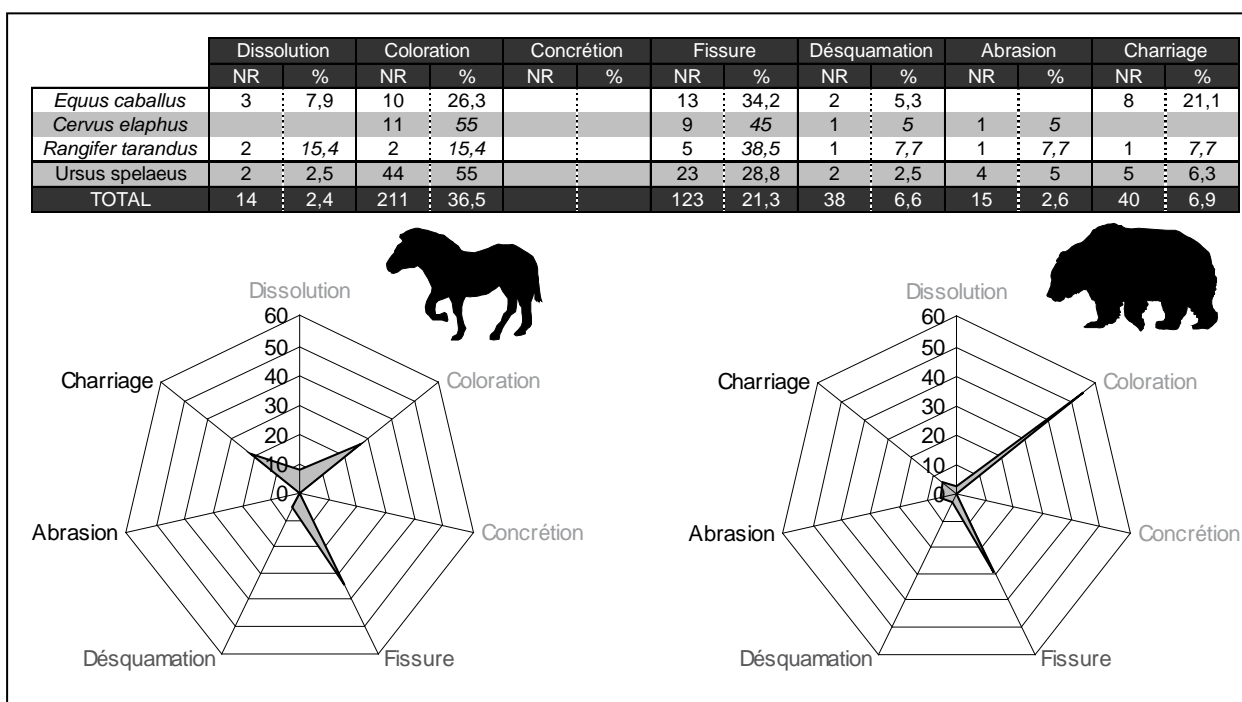 Dissolution Coloration Concrétion Fissure Désquamation Abrasion Charriage
NR % NR % NR % NR % NR % NR % NR %
Equus caballus 3 7,9 10 26,3 13 34,2 2 5,3 8 21,1
Cervus elaphus 11 55 9 45 1 5 1 5
Rangifer tarandus 2 15,4 2 15,4 5 38,5 1 7,7 1 7,7 1 7,7
Ursus spelaeus 2 2,5 44 55 23 28,8 2 2,5 4 5 5 6,3
TOTAL 14 2,4 211 36,5 123 21,3 38 6,6 15 2,6 40 6,9
Dissolution
60
50
40
30
20
10
0
Coloration
Concrétion
Fissure
Désquamation
Abrasion
Charriage
Dissolution
60
50
40
30
20
10
0
Coloration
Concrétion
Fissure
Désquamation
Abrasion
Charriage